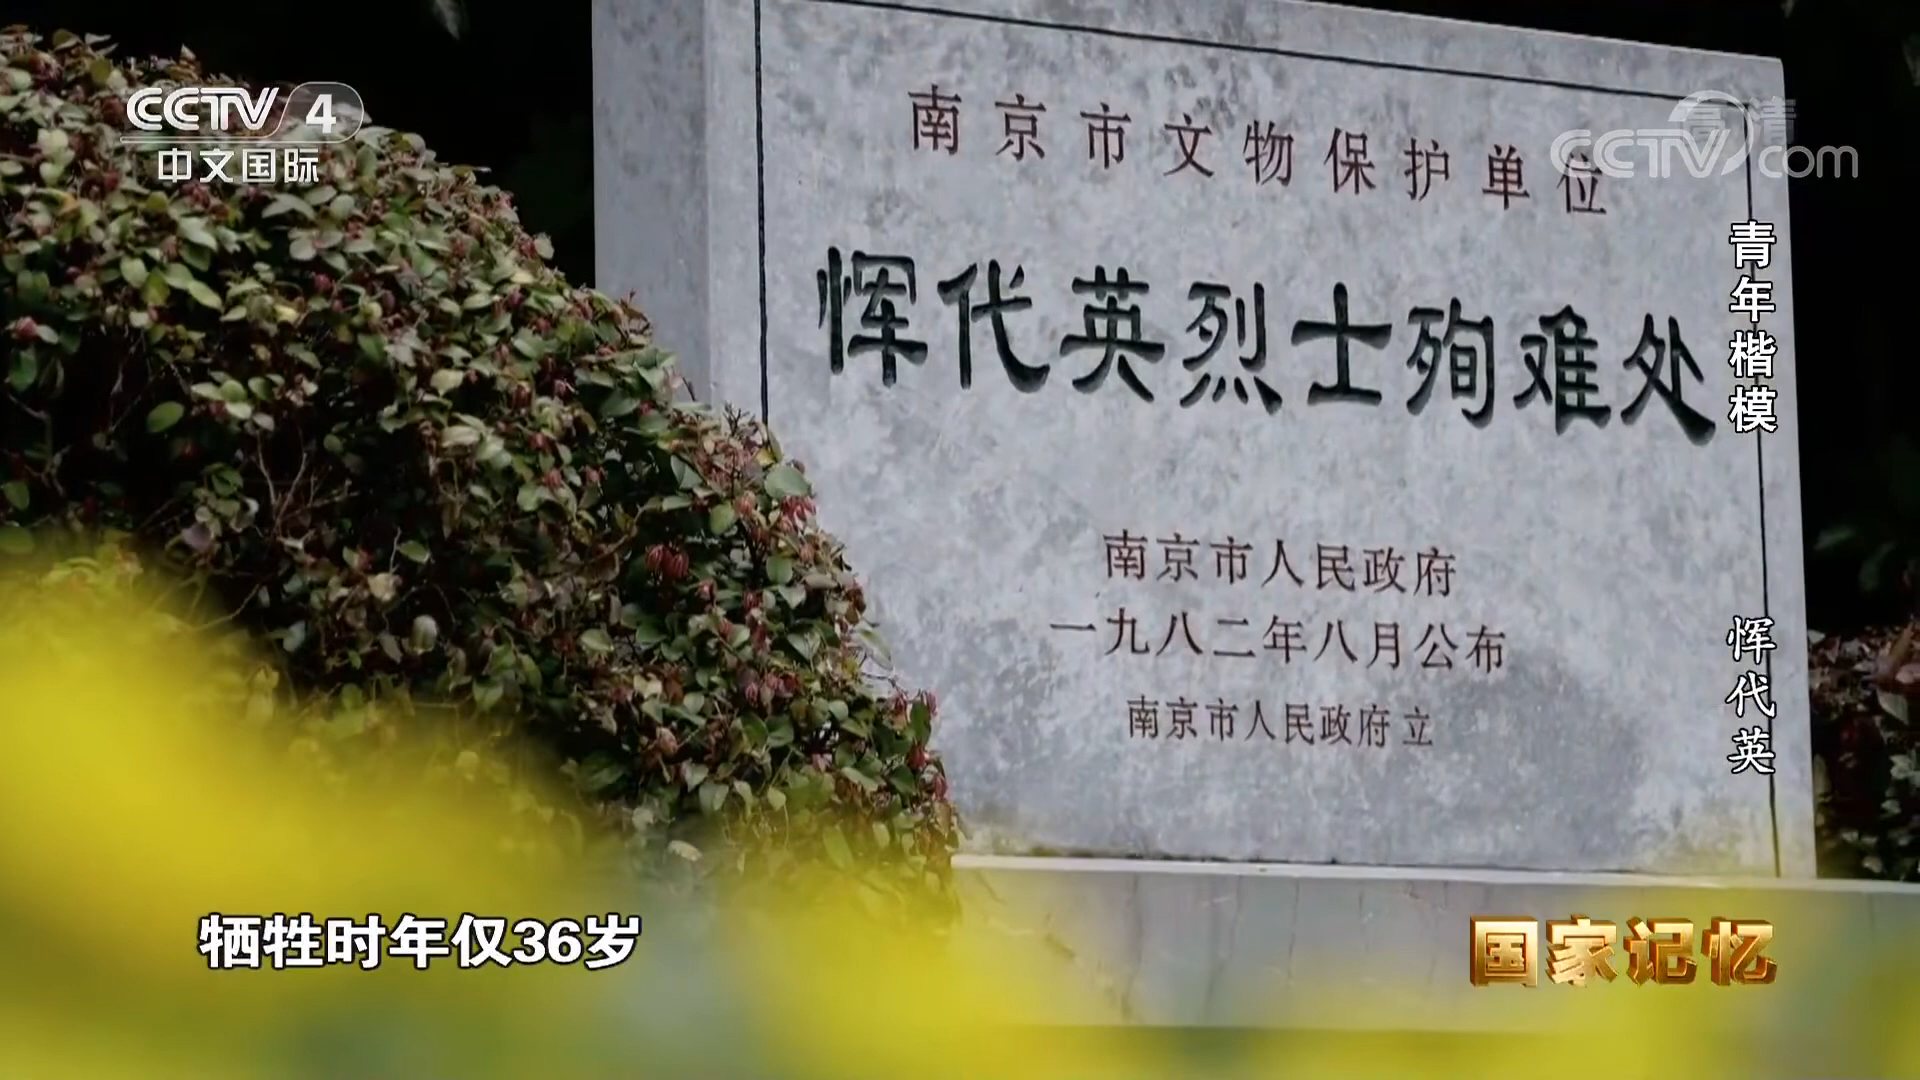 CCTV 4
中文国际
高清
CCTV.com
南京市文物保护单位
恽代英烈士殉难处
南京市人民政府
一九八二年八月公布
南京市人民政府立
青年楷模
恽代英
牺牲时年仅36岁
国家记忆